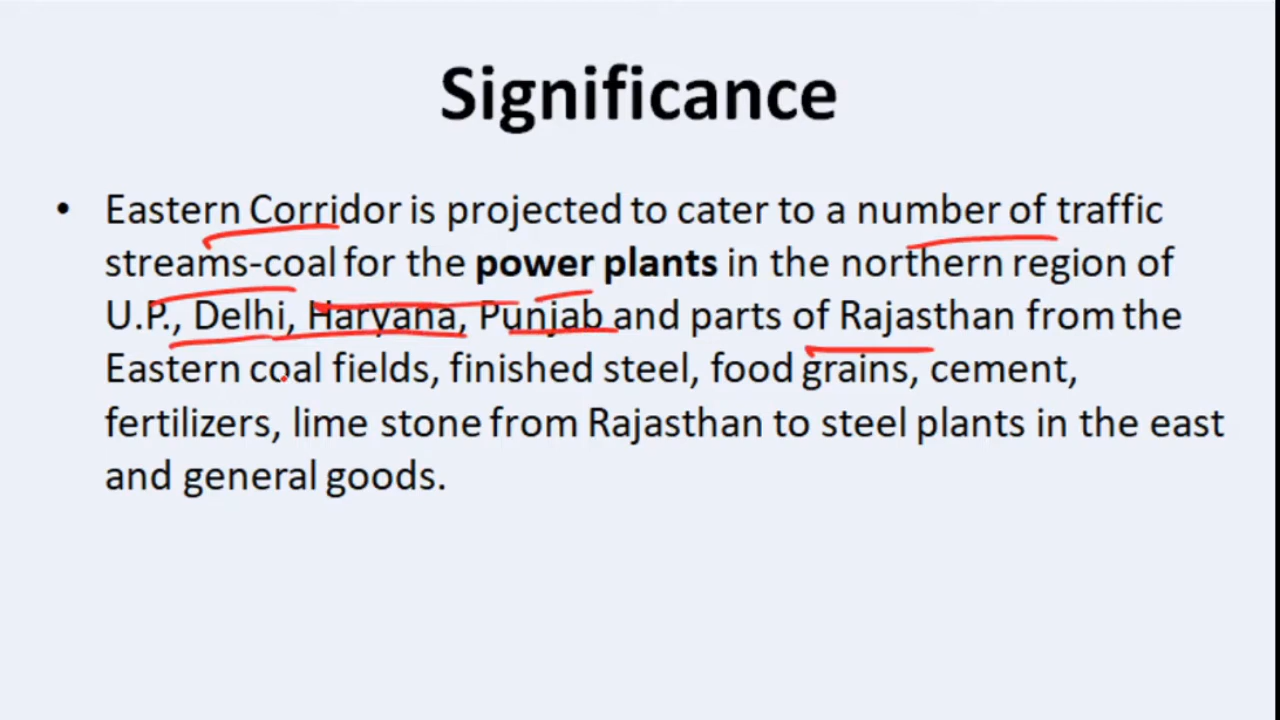 Significance
• Eastern Corridor is projected to cater to a number of traffic
streams-coal for the power plants in the northern region of
U.P., Delhi, Haryana, Punjab and parts of Rajasthan from the
Eastern coal fields, finished steel, food grains, cement,
fertilizers, lime stone from Rajasthan to steel plants in the east
and general goods.